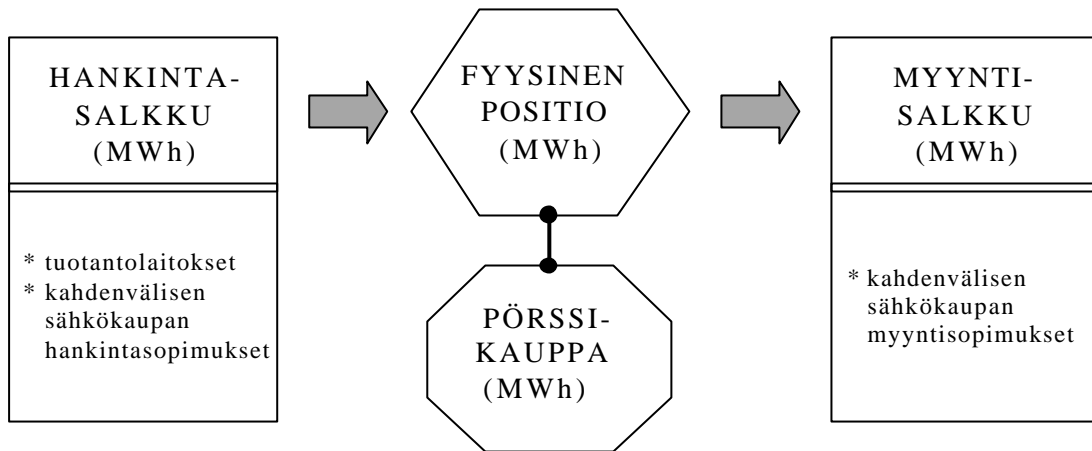 HANKINTA-
SALKKU
(MWh)
* tuotantolaitokset
* kahdenvälisen
sähkökaupan
hankintasopimukset
FYYSINEN
POSITIO
(MWh)
PÖRSSI-
KAUPPA
(MWh)
MYYNTI-
SALKKU
(MWh)
* kahdenvälisen
sähkökaupan
myyntisopimukset